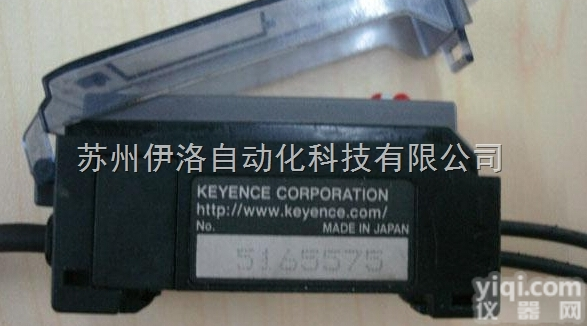 苏州伊洛自动化科技有限公司
KEYENCE CORPORATION
http://www.keyence.com/
No. MADE IN JAPAN
5165575
yiqi.com
仪器网